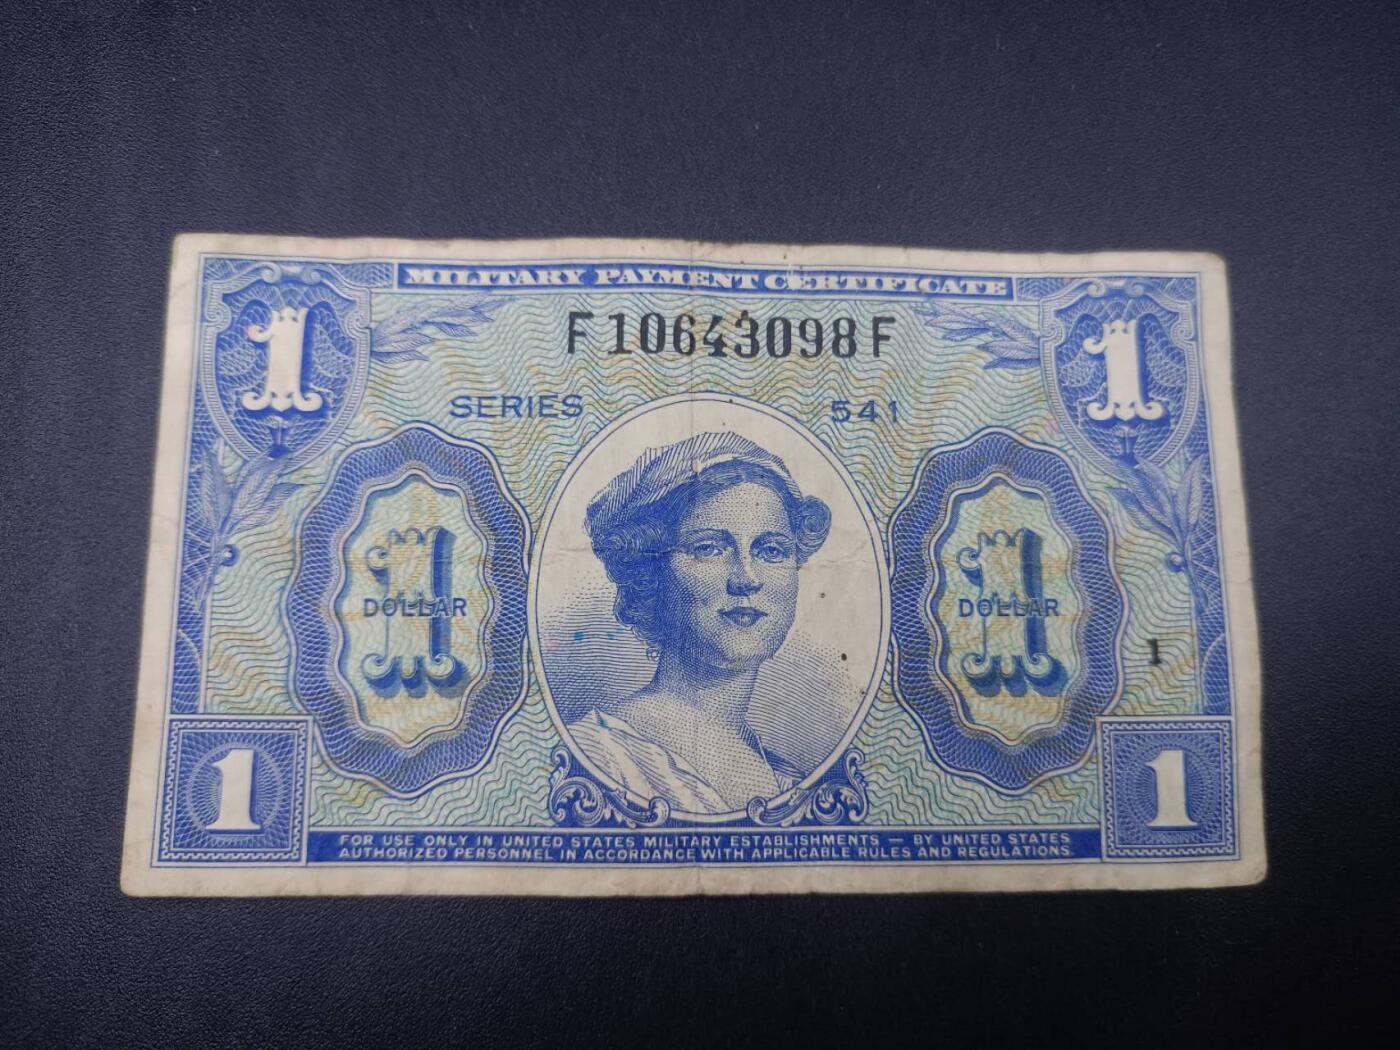 MILITARY PAYMENT CERTIFICATE
1 1
F10643098F
SERIES 541
1 DOLLAR 1 DOLLAR
1
1 1
FOR USE ONLY IN UNITED STATES MILITARY ESTABLISHMENTS — BY UNITED STATES
AUTHORIZED PERSONNEL IN ACCORDANCE WITH APPLICABLE RULES AND REGULATIONS.